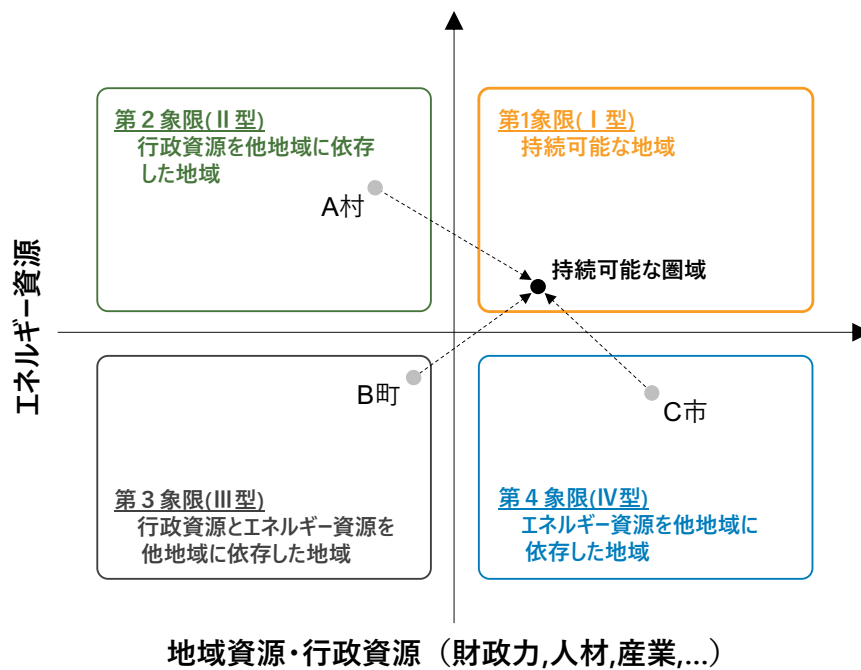 第２象限(Ⅱ型)
行政資源を他地域に依存
した地域
A村
第1象限(Ⅰ型)
持続可能な地域
持続可能な圏域
エネルギー資源
B町
第３象限(Ⅲ型)
行政資源とエネルギー資源を
他地域に依存した地域
C市
第４象限(Ⅳ型)
エネルギー資源を他地域に
依存した地域
地域資源・行政資源（財政力,人材,産業,…）